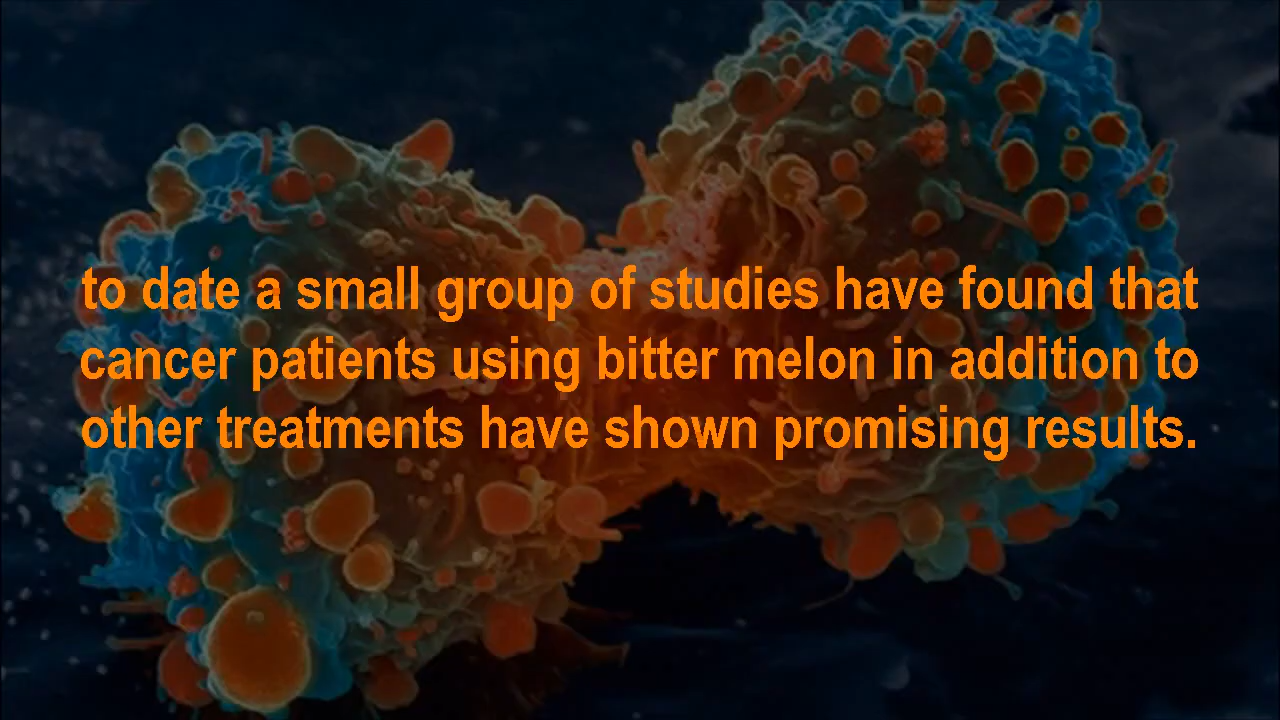 to date a small group of studies have found that
cancer patients using bitter melon in addition to
other treatments have shown promising results.